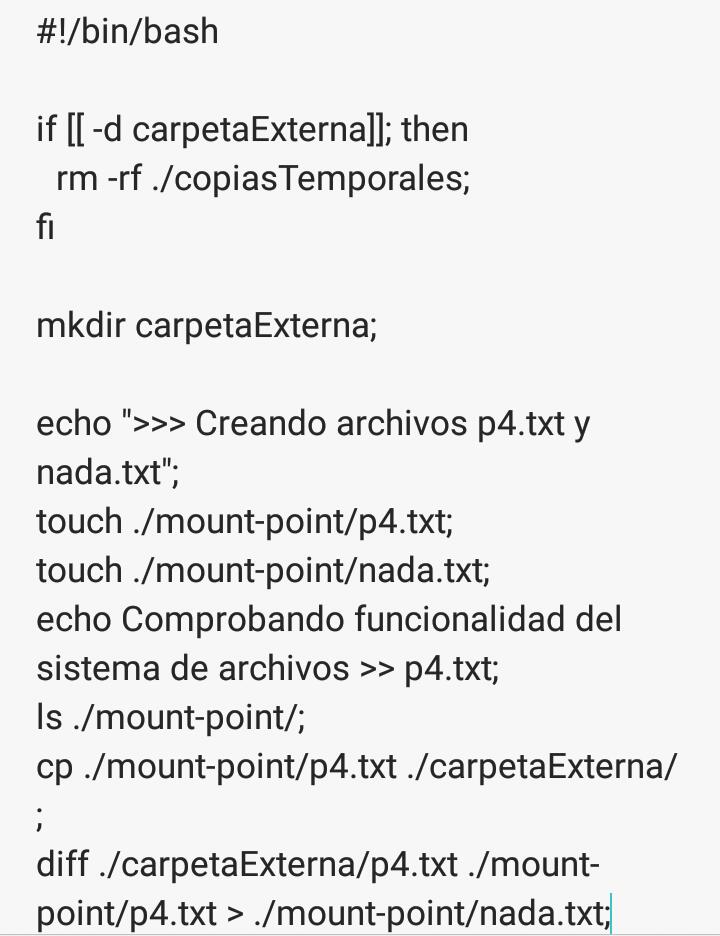 #!/bin/bash
if [[ -d carpetaExterna]]; then
rm -rf ./copiasTemporales;
fi
mkdir carpetaExterna;
echo ">>> Creando archivos p4.txt y
nada.txt";
touch ./mount-point/p4.txt;
touch ./mount-point/nada.txt;
echo Comprobando funcionalidad del
sistema de archivos >> p4.txt;
ls ./mount-point/;
cp ./mount-point/p4.txt ./carpetaExterna/
;
diff ./carpetaExterna/p4.txt ./mount-
point/p4.txt > ./mount-point/nada.txt;